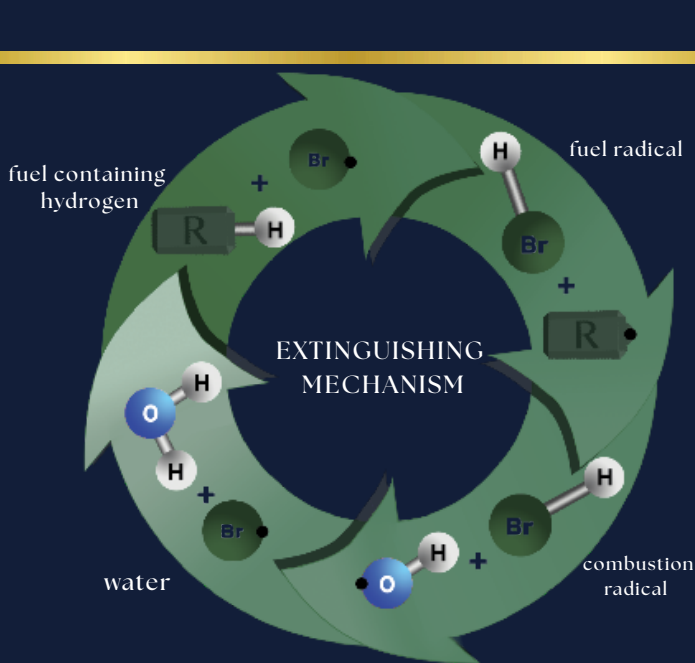 fuel containing
hydrogen
Br
+
R H
H
Br
+
R
fuel radical
EXTINGUISHING
MECHANISM
H
Br
+
H
O
combustion
radical
O
H
H
+
Br
water